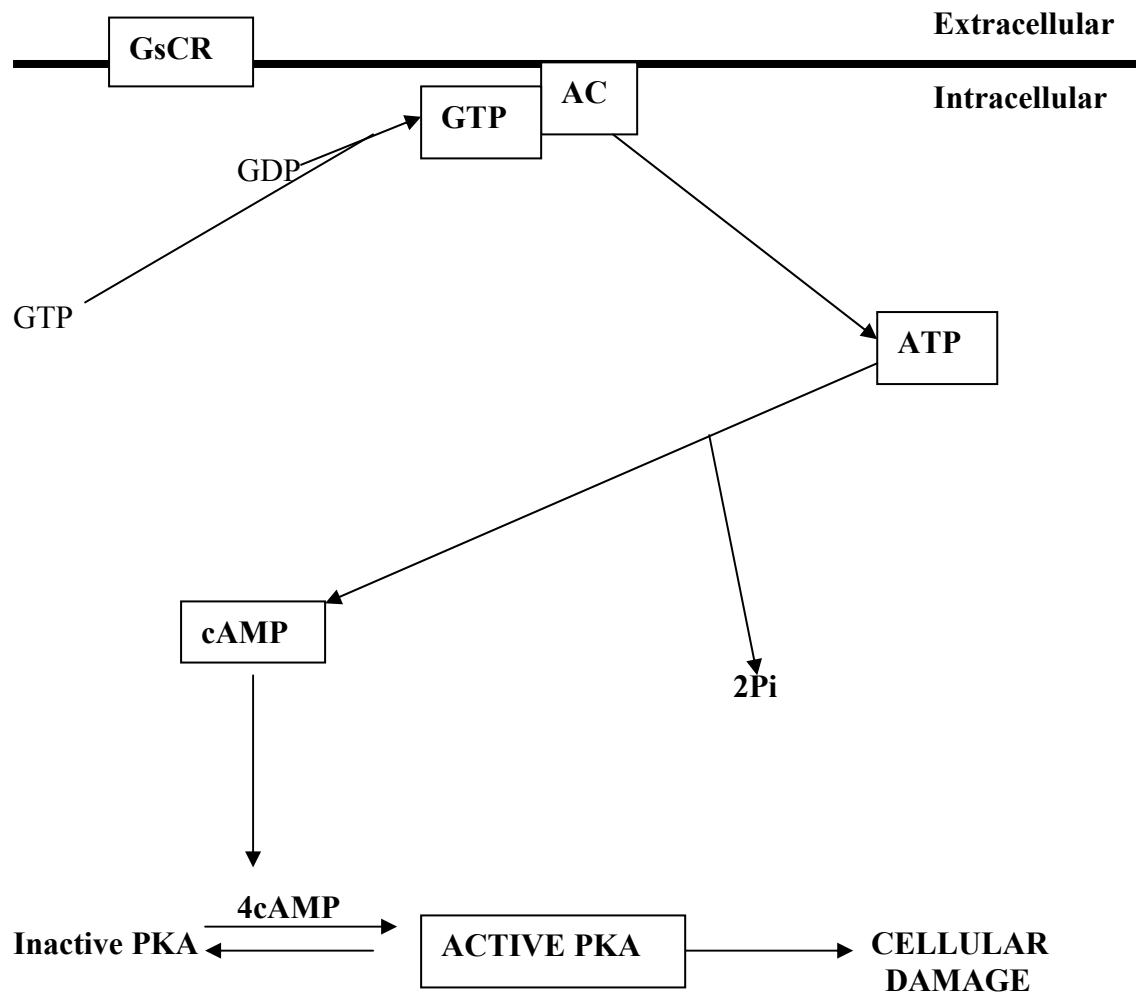 Extracellular
GsCR
AC
Intracellular
GTP
GDP
GTP
ATP
cAMP
2Pi
4cAMP
Inactive PKA
ACTIVE PKA
CELLULAR
DAMAGE